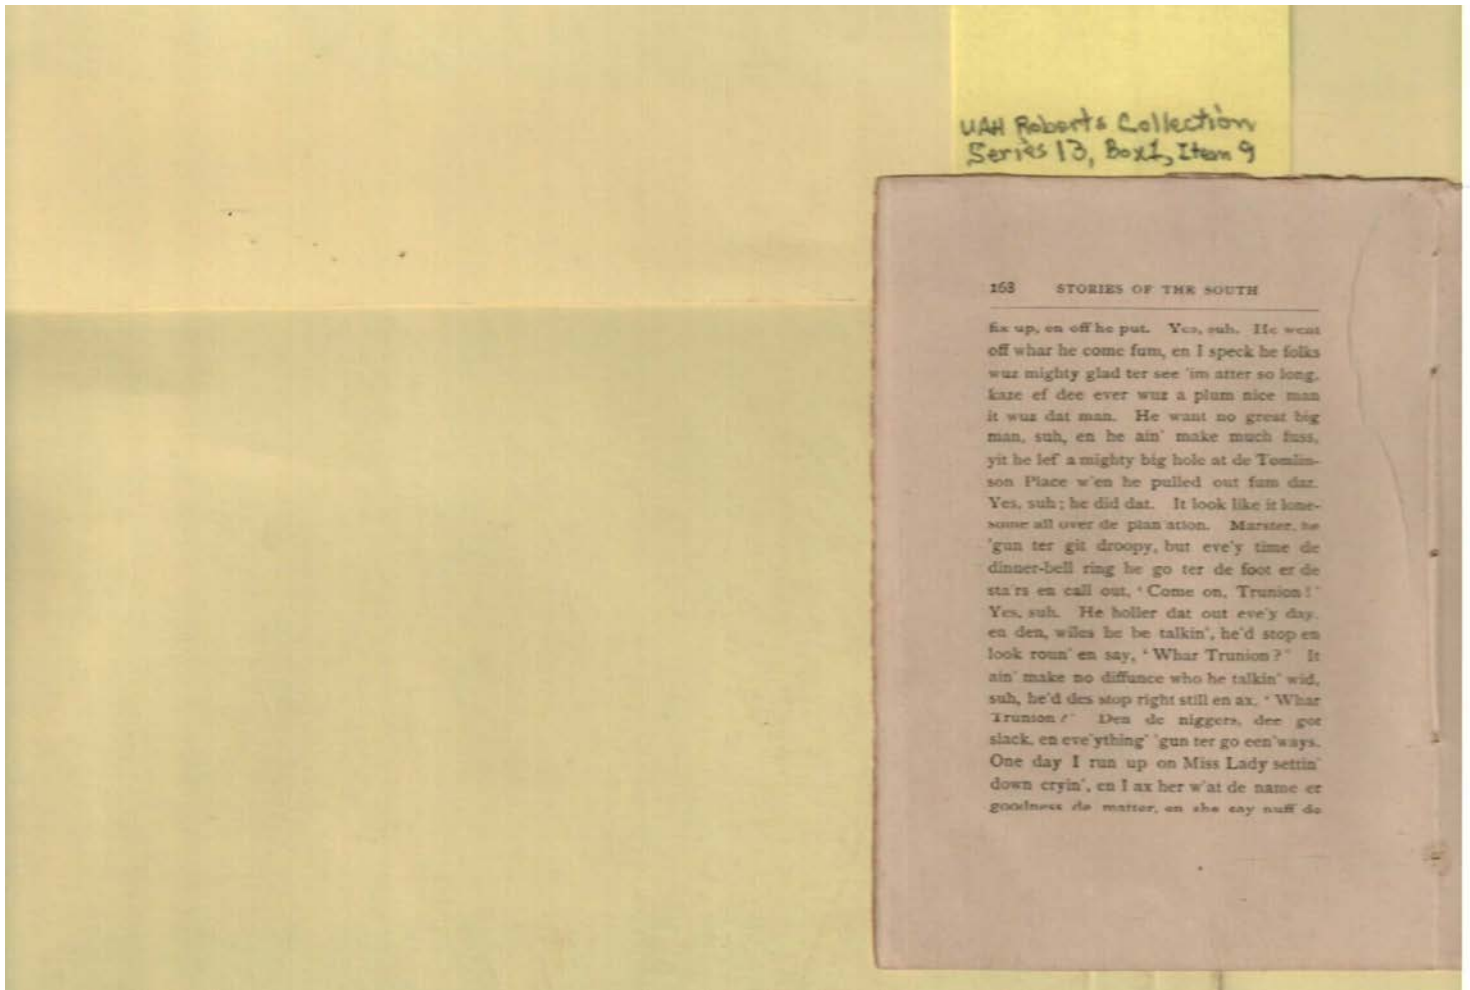 UAH Roberts Collection
Series 13, Box 1, Item 9
168 STORIES OF THE SOUTH
fix up, en off he put. Yes, suh. He went
off whar he come fum, en I speck he folks
wuz mighty glad ter see 'im atter so long,
kaze ef dee ever wuz a plum nice man
it wuz dat man. He want no great big
man, suh, en he ain' make much fuss,
yit he lef' a mighty big hole at de Tomlin-
son Place w'en he pulled out fum dar.
Yes, suh; he did dat. It look like it lone-
some all over de plan'ation. Marster, he
'gun ter git droopy, but eve'y time de
dinner-bell ring he go ter de foot er de
sta'rs en call out, 'Come on, Trunion!'
Yes, suh. He holler dat out eve'y day,
en den, wiles he be talkin', he'd stop en
look roun' en say, 'Whar Trunion?' It
ain' make no diffunce who he talkin' wid,
suh, he'd des stop right still en ax, 'Whar
Trunion?' Den de niggers, dee got
slack, en eve'ything' 'gun ter go een'ways.
One day I run up on Miss Lady settin'
down cryin', en I ax her w'at de name er
goodness de matter, en she say nuff'n de